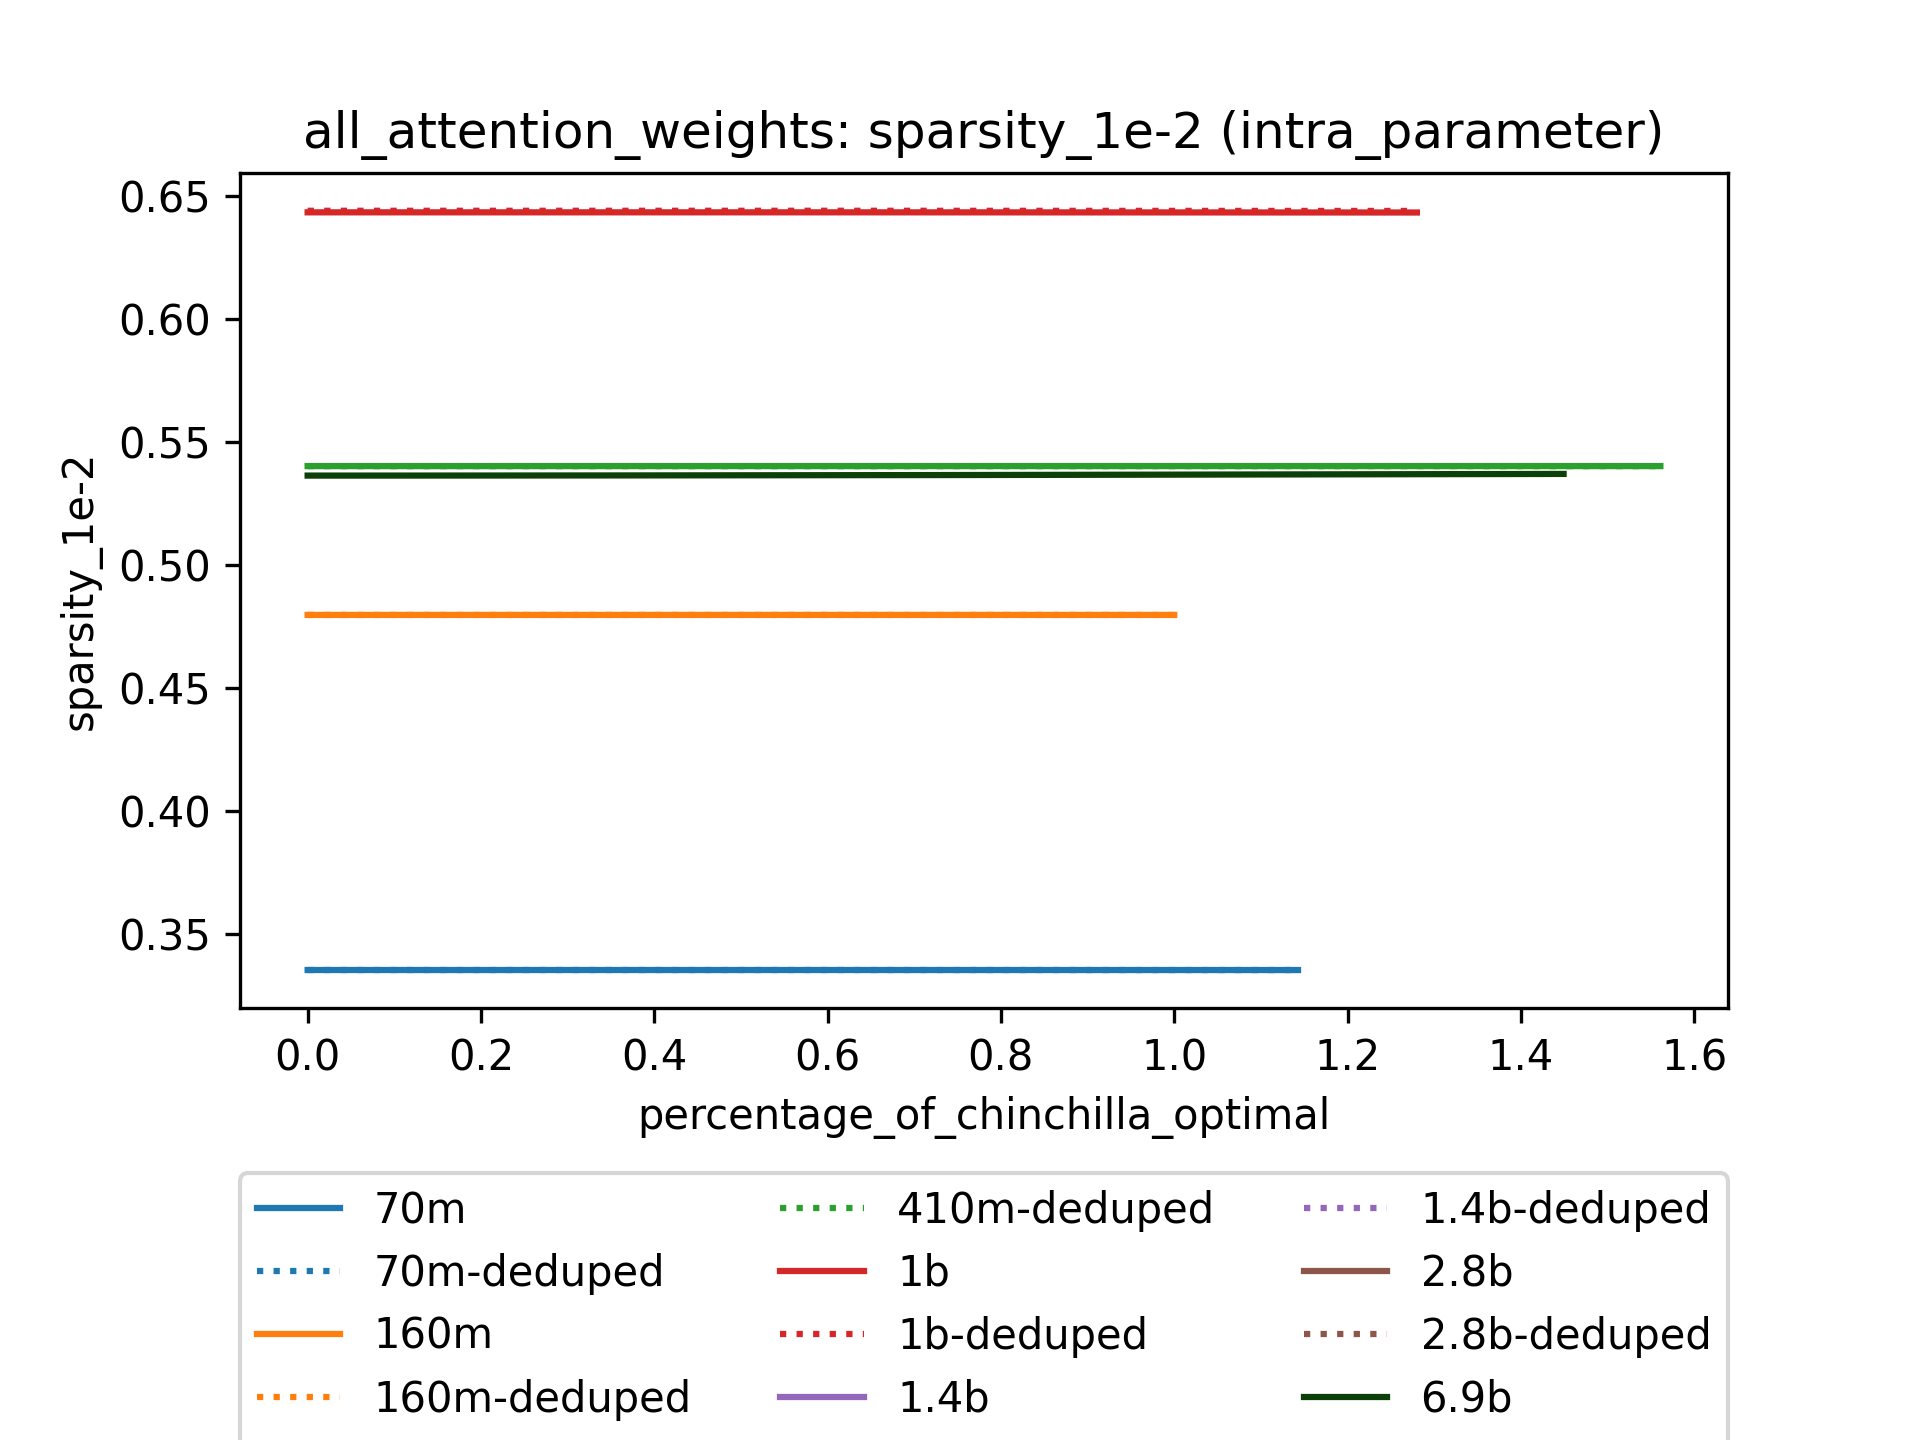 all_attention_weights: sparsity_1e-2 (intra_parameter)
sparsity_1e-2
0.65
0.60
0.55
0.50
0.45
0.40
0.35
0.0 0.2 0.4 0.6 0.8 1.0 1.2 1.4 1.6
percentage_of_chinchilla_optimal
70m
70m-deduped
160m
160m-deduped
410m-deduped
1b
1b-deduped
1.4b
1.4b-deduped
2.8b
2.8b-deduped
6.9b